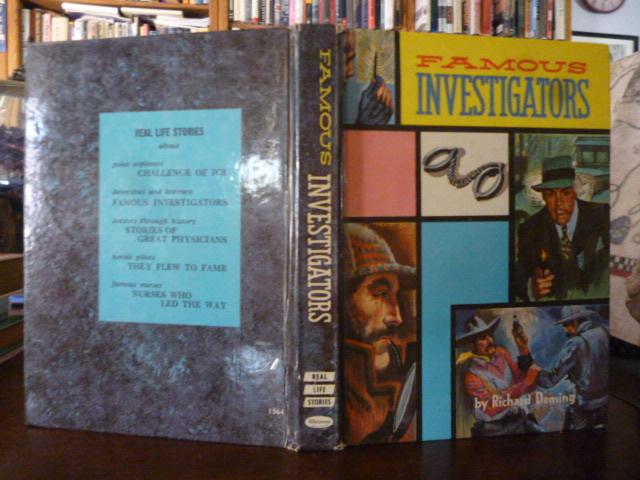 REAL LIFE STORIES
about
polar explorers
CHALLENGE OF ICE
detectives and lawmen
FAMOUS INVESTIGATORS
doctors through history
STORIES OF
GREAT PHYSICIANS
heroic pilots
THEY FLEW TO FAME
famous nurses
NURSES WHO
LED THE WAY
1564
FAMOUS
INVESTIGATORS
REAL
LIFE
STORIES
Whitman
FAMOUS
INVESTIGATORS
by Richard Deming